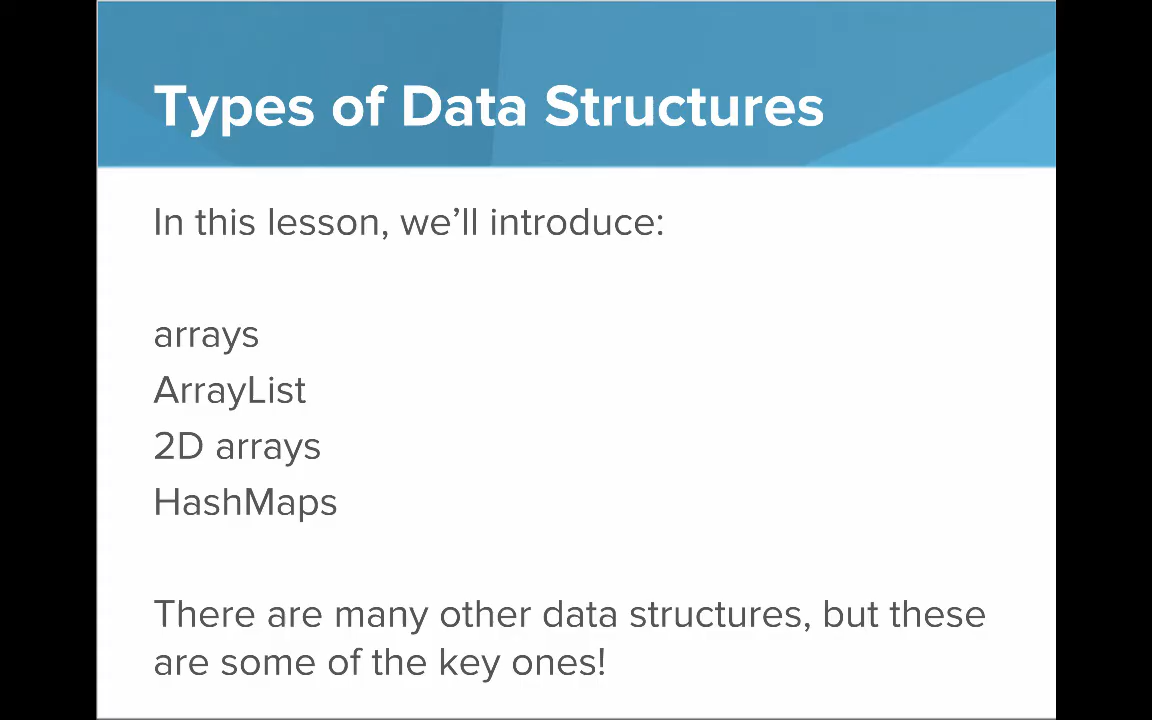 Types of Data Structures
In this lesson, we’ll introduce:
arrays
ArrayList
2D arrays
HashMaps
There are many other data structures, but these
are some of the key ones!